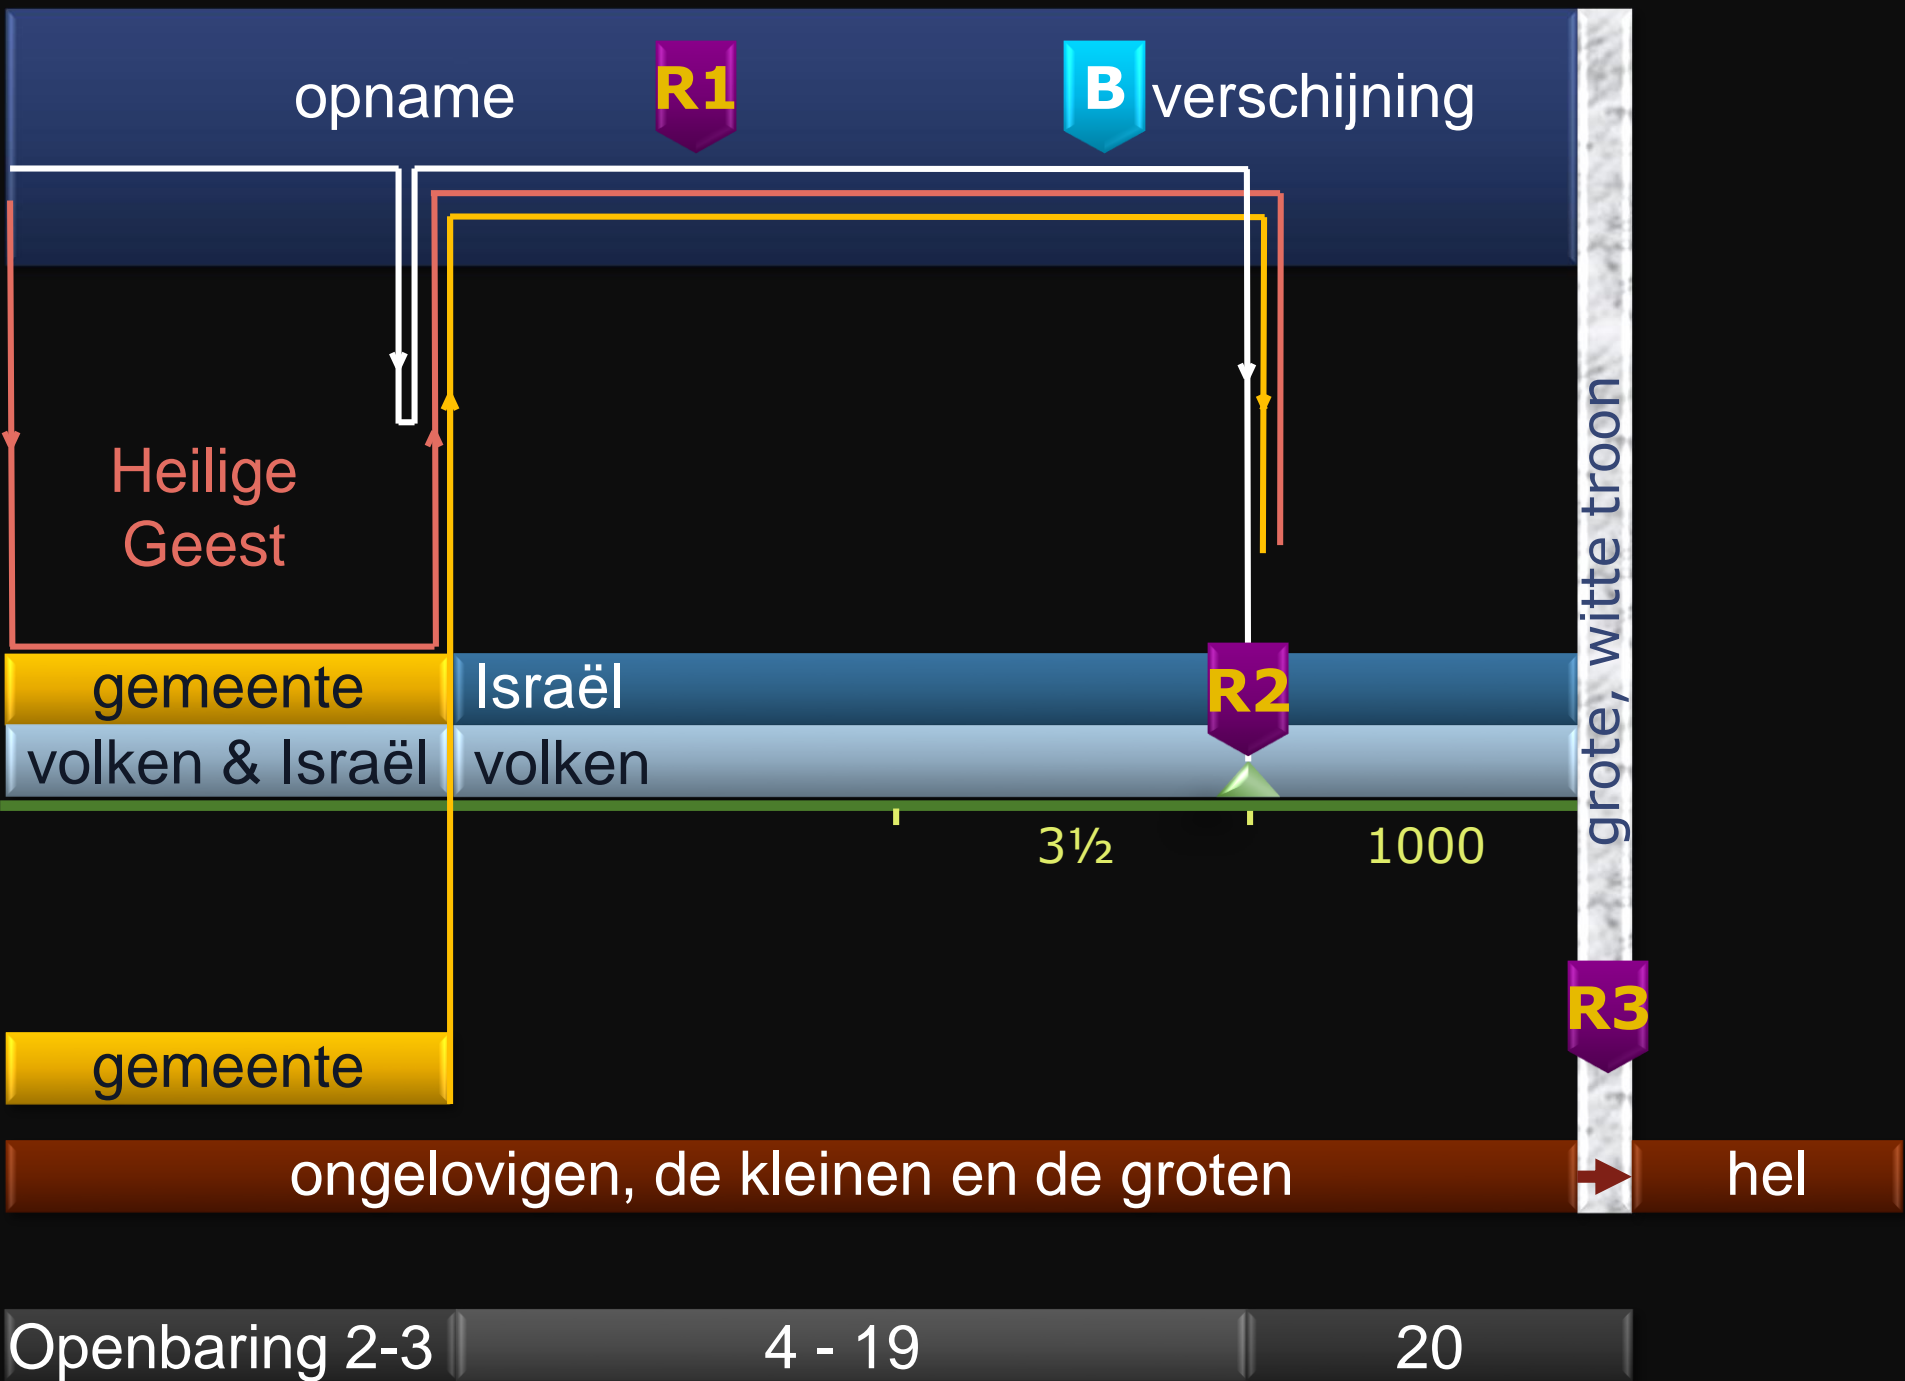 opname
R1
B
verschijning
Heilige
Geest
gemeente
Israël
R2
volken & Israël
volken
3½
1000
grote, witte troon
R3
gemeente
ongelovigen, de kleinen en de groten
hel
Openbaring 2-3
4 - 19
20